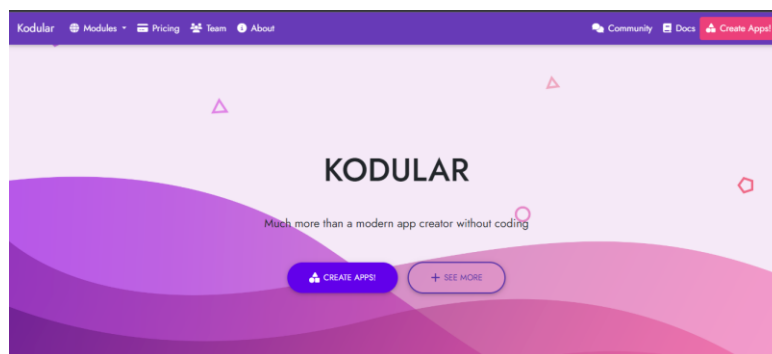 Kodular Modules Pricing Team About Community Docs Create Apps!
KODULAR
Much more than a modern app creator without coding
CREATE APPS! SEE MORE